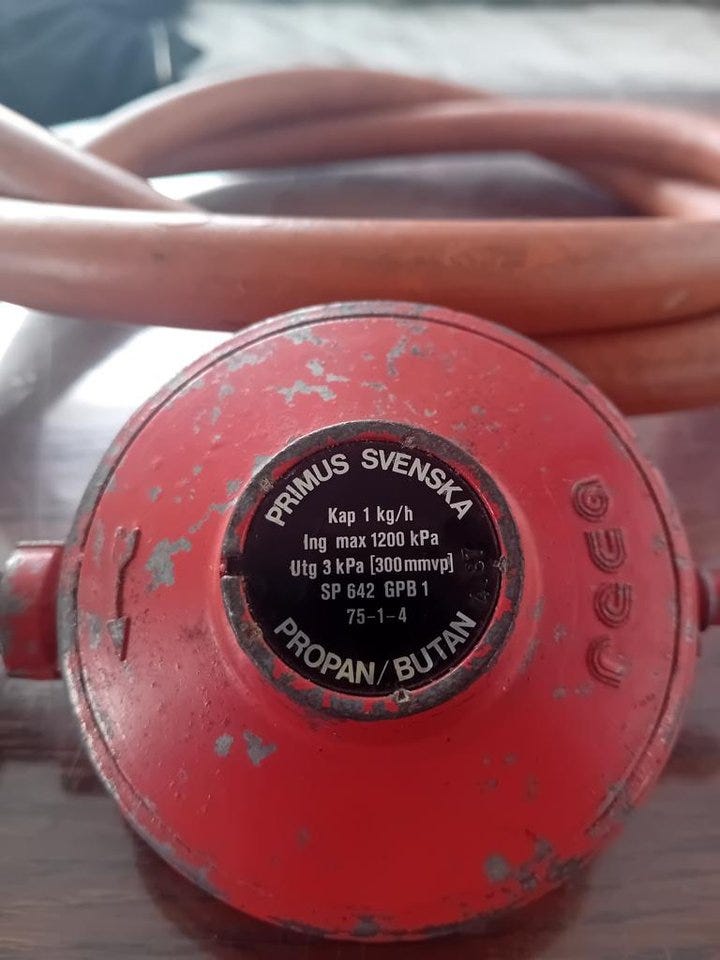 PRIMUS SVENSKA
Kap 1 kg/h
Ing max 1200 kPa
Utg 3 kPa [300mmvp]
SP 642 GPB 1
75-1-4
PROPAN/BUTAN
reca